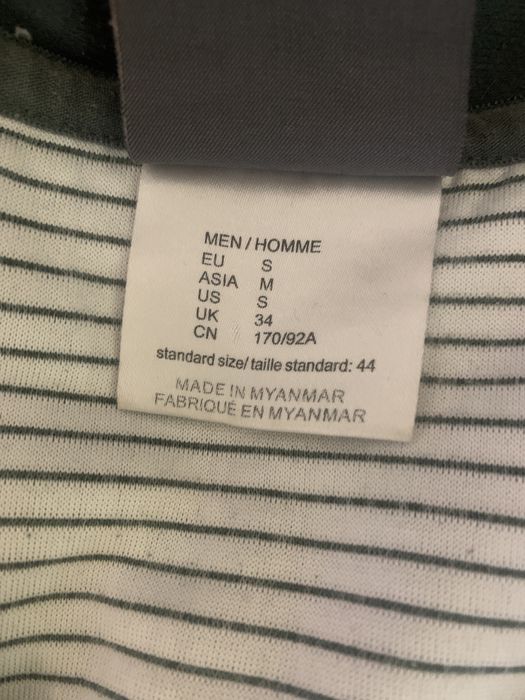 MEN / HOMME
EU S
ASIA M
US S
UK 34
CN 170/92A
standard size/ taille standard: 44
MADE IN MYANMAR
FABRIQUÉ EN MYANMAR